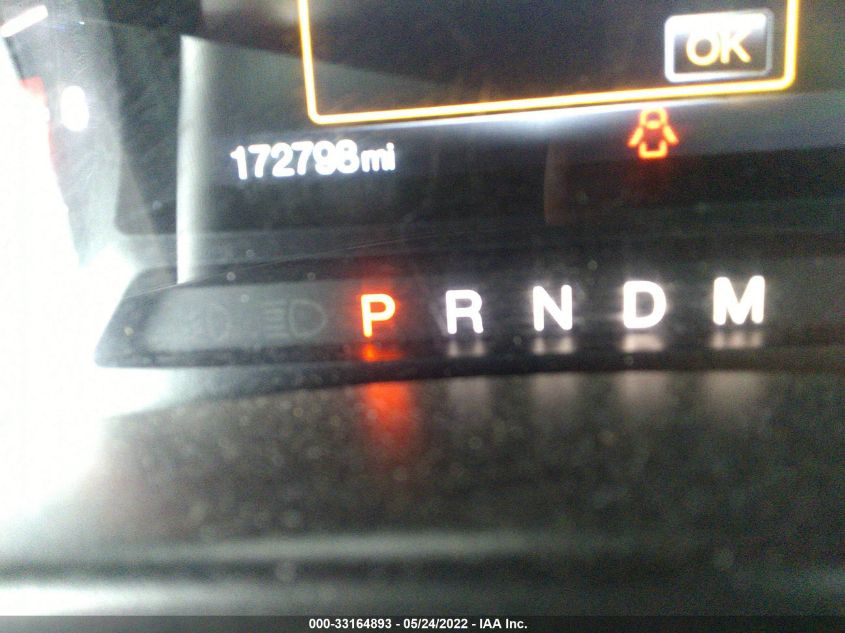 OK
172798mi
P R N D M
000-33164893 - 05/24/2022 - IAA Inc.